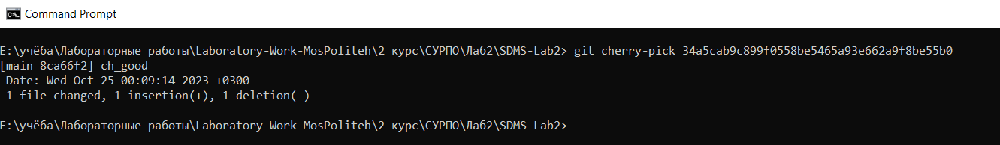 Command Prompt
E:\учёба\Лабораторные работы\Laboratory-Work-MosPoliteh\2 курс\СУРПО\Лаб2\SDMS-Lab2> git cherry-pick 34a5cab9c899f0558be5465a93e662a9f8be55b0
[main 8ca66f2] ch_good
 Date: Wed Oct 25 00:09:14 2023 +0300
 1 file changed, 1 insertion(+), 1 deletion(-)
E:\учёба\Лабораторные работы\Laboratory-Work-MosPoliteh\2 курс\СУРПО\Лаб2\SDMS-Lab2>